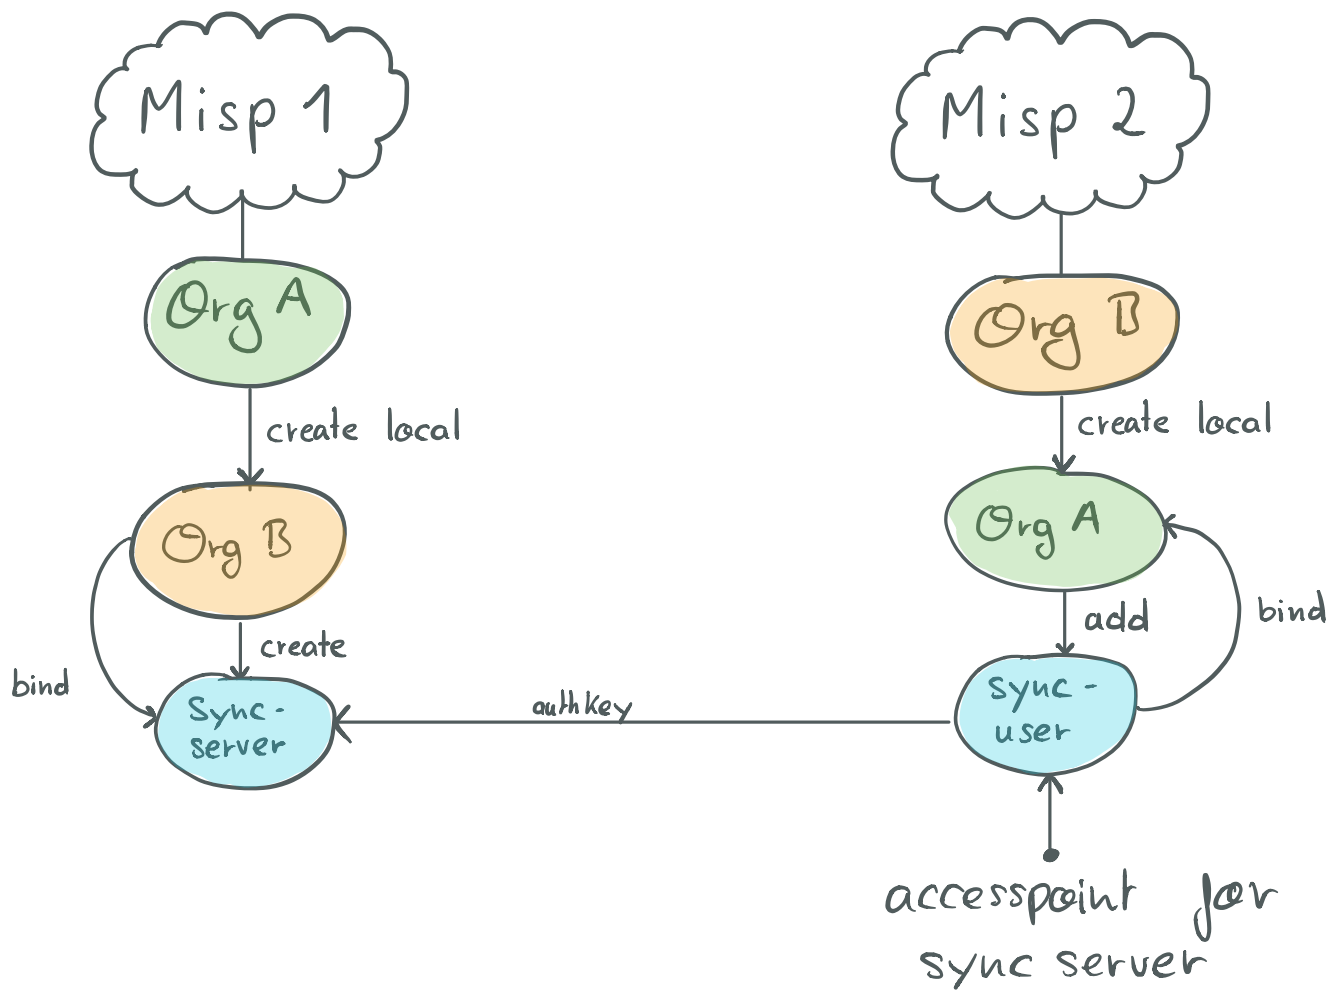 Misp 1
Misp 2
Org A
Org B
create local
create local
Org B
Org A
create
add
bind
bind
Sync-
server
authkey
sync-
user
accesspoint for
sync server